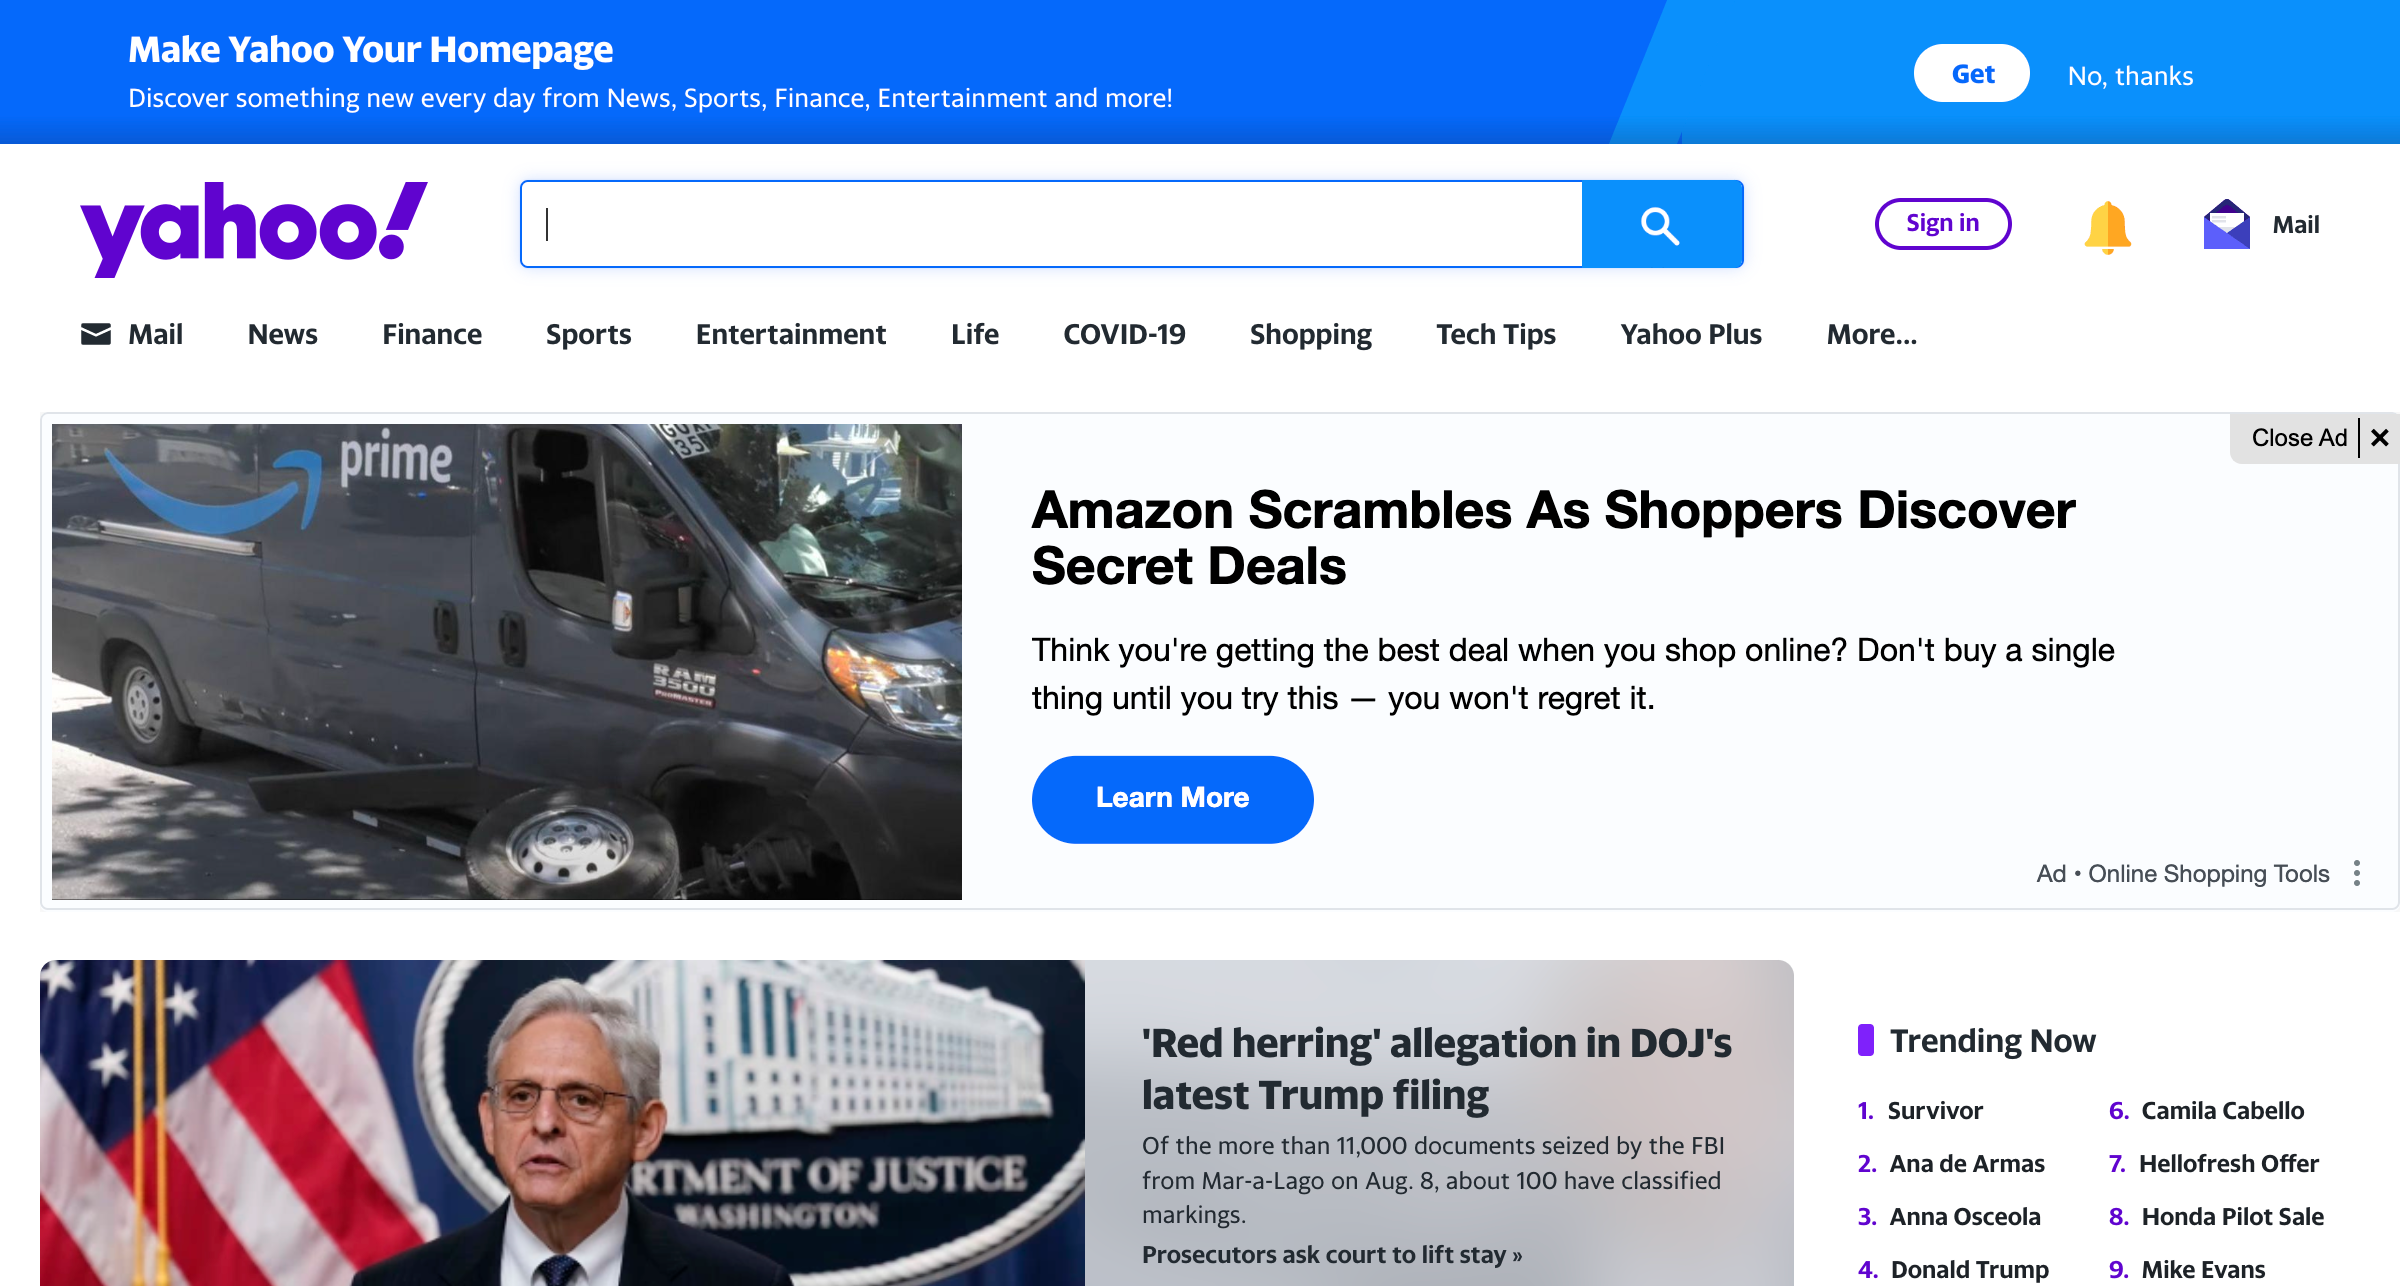 Make Yahoo Your Homepage
Discover something new every day from News, Sports, Finance, Entertainment and more!
Get
No, thanks
yahoo!
Sign in
Mail
Mail
News
Finance
Sports
Entertainment
Life
COVID-19
Shopping
Tech Tips
Yahoo Plus
More...
Close Ad
prime
35
RAM
3500
PROMASTER
Amazon Scrambles As Shoppers Discover
Secret Deals
Think you're getting the best deal when you shop online? Don't buy a single
thing until you try this — you won't regret it.
Learn More
Ad • Online Shopping Tools
RTMENT OF JUSTICE
WASHINGTON
'Red herring' allegation in DOJ's
latest Trump filing
Of the more than 11,000 documents seized by the FBI
from Mar-a-Lago on Aug. 8, about 100 have classified
markings.
Prosecutors ask court to lift stay »
Trending Now
1. Survivor
2. Ana de Armas
3. Anna Osceola
4. Donald Trump
6. Camila Cabello
7. Hellofresh Offer
8. Honda Pilot Sale
9. Mike Evans